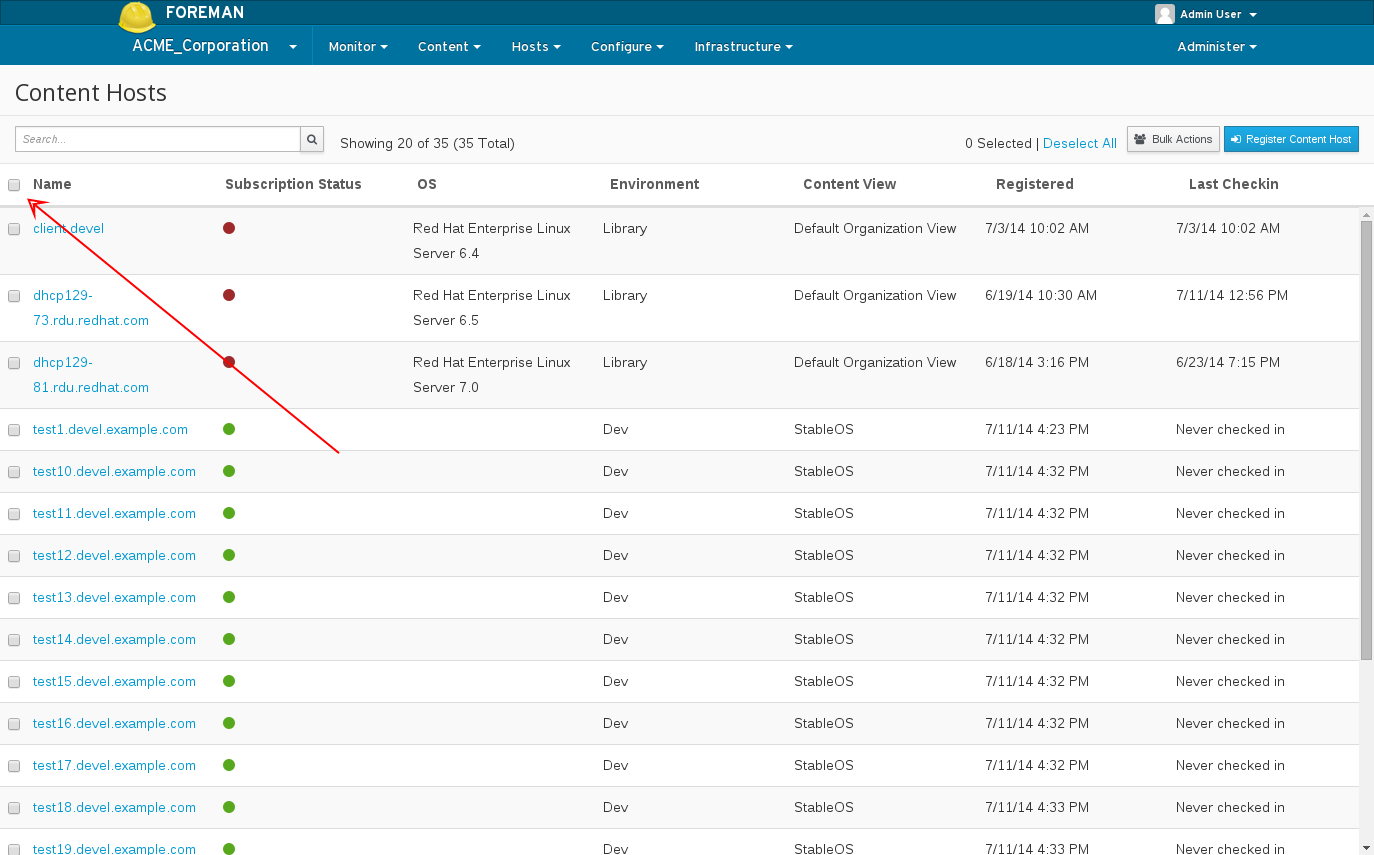 FOREMAN
Admin User
ACME_Corporation Monitor Content Hosts Configure Infrastructure Administer
Content Hosts
Search...
Showing 20 of 35 (35 Total)
0 Selected | Deselect All
Bulk Actions
Register Content Host
Name Subscription Status OS Environment Content View Registered Last Checkin
client.devel Red Hat Enterprise Linux Library Default Organization View 7/3/14 10:02 AM 7/3/14 10:02 AM
Server 6.4
dhcp129- Red Hat Enterprise Linux Library Default Organization View 6/19/14 10:30 AM 7/11/14 12:56 PM
73.rdu.redhat.com Server 6.5
dhcp129- Red Hat Enterprise Linux Library Default Organization View 6/18/14 3:16 PM 6/23/14 7:15 PM
81.rdu.redhat.com Server 7.0
test1.devel.example.com Dev StableOS 7/11/14 4:23 PM Never checked in
test10.devel.example.com Dev StableOS 7/11/14 4:32 PM Never checked in
test11.devel.example.com Dev StableOS 7/11/14 4:32 PM Never checked in
test12.devel.example.com Dev StableOS 7/11/14 4:32 PM Never checked in
test13.devel.example.com Dev StableOS 7/11/14 4:32 PM Never checked in
test14.devel.example.com Dev StableOS 7/11/14 4:32 PM Never checked in
test15.devel.example.com Dev StableOS 7/11/14 4:32 PM Never checked in
test16.devel.example.com Dev StableOS 7/11/14 4:32 PM Never checked in
test17.devel.example.com Dev StableOS 7/11/14 4:32 PM Never checked in
test18.devel.example.com Dev StableOS 7/11/14 4:33 PM Never checked in
test19.devel.example.com Dev StableOS 7/11/14 4:33 PM Never checked in